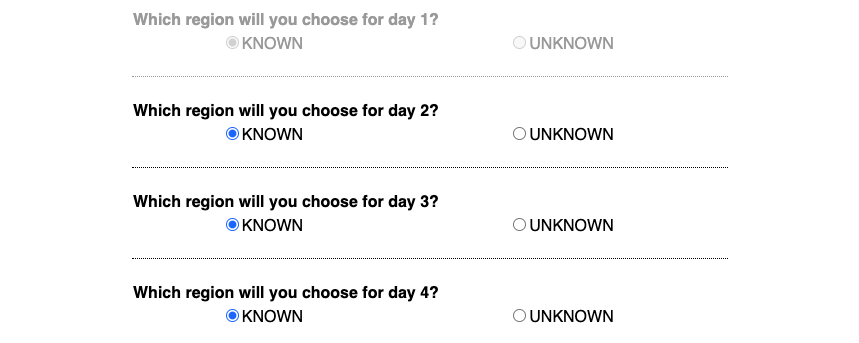 Which region will you choose for day 1?
KNOWN UNKNOWN
Which region will you choose for day 2?
KNOWN UNKNOWN
Which region will you choose for day 3?
KNOWN UNKNOWN
Which region will you choose for day 4?
KNOWN UNKNOWN